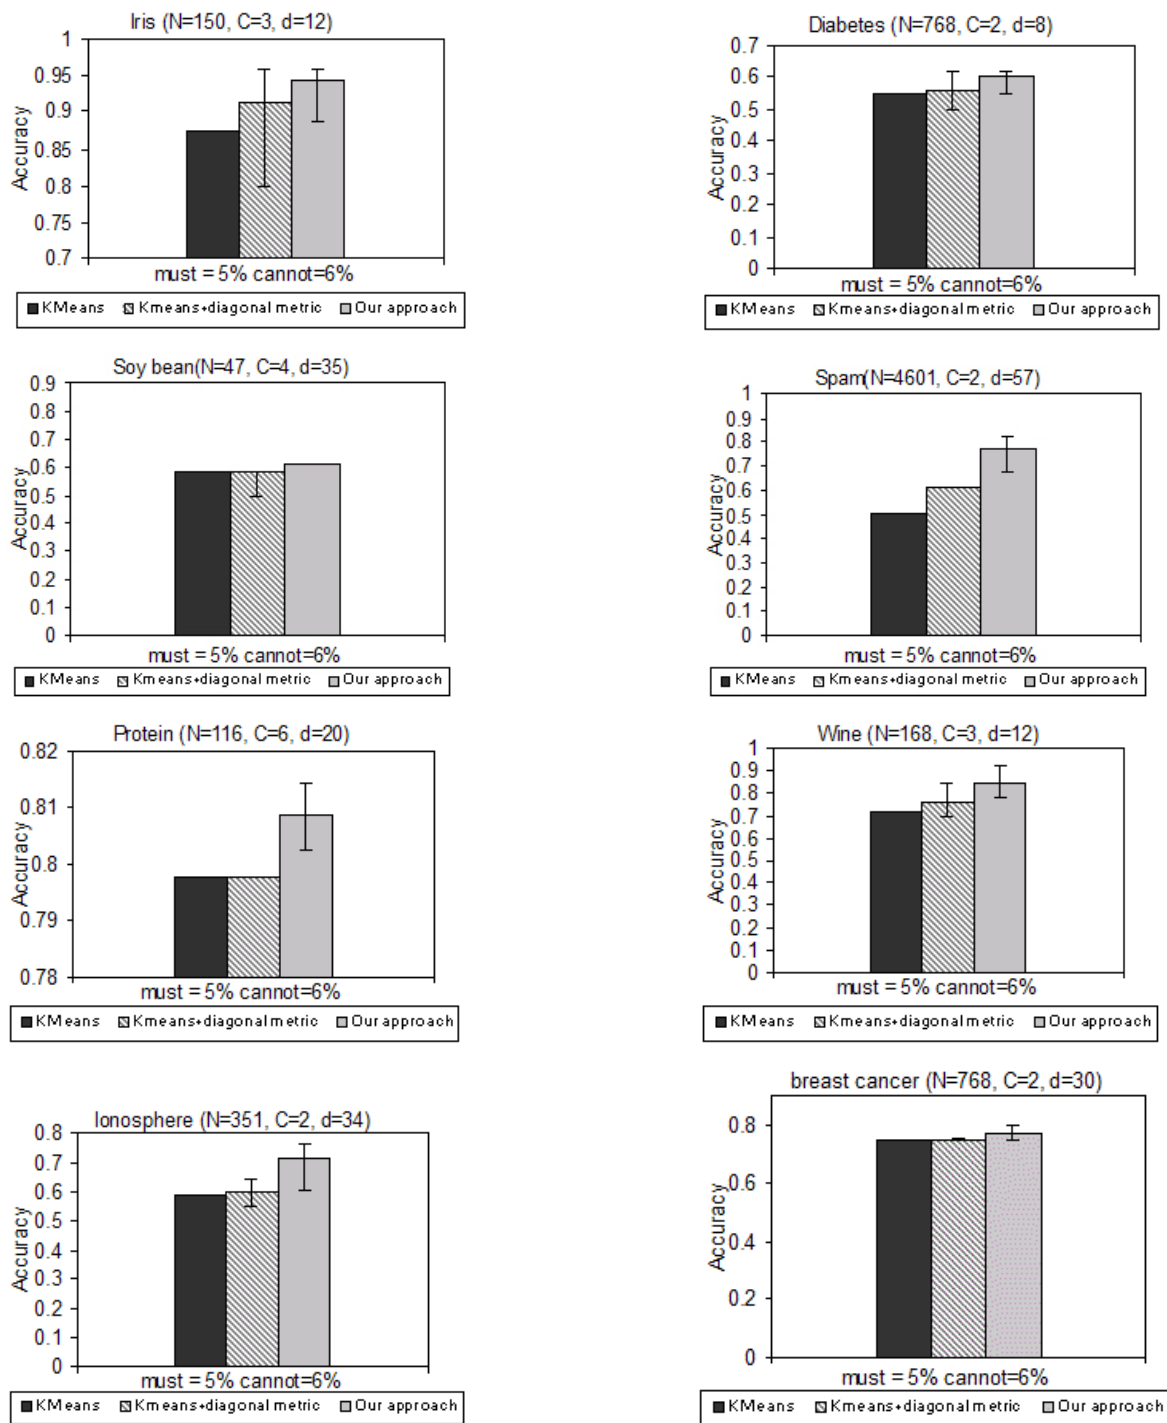 Iris (N=150, C=3, d=12)
1
0.95
0.9
0.85
0.8
0.75
0.7
Accuracy
must = 5% cannot=6%
KMeans Kmeans+diagonal metric Our approach
Diabetes (N=768, C=2, d=8)
0.7
0.6
0.5
0.4
0.3
0.2
0.1
0
Accuracy
must = 5% cannot=6%
KMeans Kmeans+diagonal metric Our approach
Soy bean(N=47, C=4, d=35)
0.9
0.8
0.7
0.6
0.5
0.4
0.3
0.2
0.1
0
Accuracy
must = 5% cannot=6%
KMeans Kmeans+diagonal metric Our approach
Spam(N=4601, C=2, d=57)
1
0.9
0.8
0.7
0.6
0.5
0.4
0.3
0.2
0.1
0
Accuracy
must = 5% cannot=6%
KMeans Kmeans+diagonal metric Our approach
Protein (N=116, C=6, d=20)
0.82
0.81
0.8
0.79
0.78
Accuracy
must = 5% cannot=6%
KMeans Kmeans+diagonal metric Our approach
Wine (N=168, C=3, d=12)
1
0.9
0.8
0.7
0.6
0.5
0.4
0.3
0.2
0.1
0
Accuracy
must = 5% cannot=6%
KMeans Kmeans+diagonal metric Our approach
Ionosphere (N=351, C=2, d=34)
0.8
0.7
0.6
0.5
0.4
0.3
0.2
0.1
0
Accuracy
must = 5% cannot=6%
KMeans Kmeans+diagonal metric Our approach
breast cancer (N=768, C=2, d=30)
0.8
0.6
0.4
0.2
0
Accuracy
must = 5% cannot=6%
KMeans Kmeans+diagonal metric Our approach